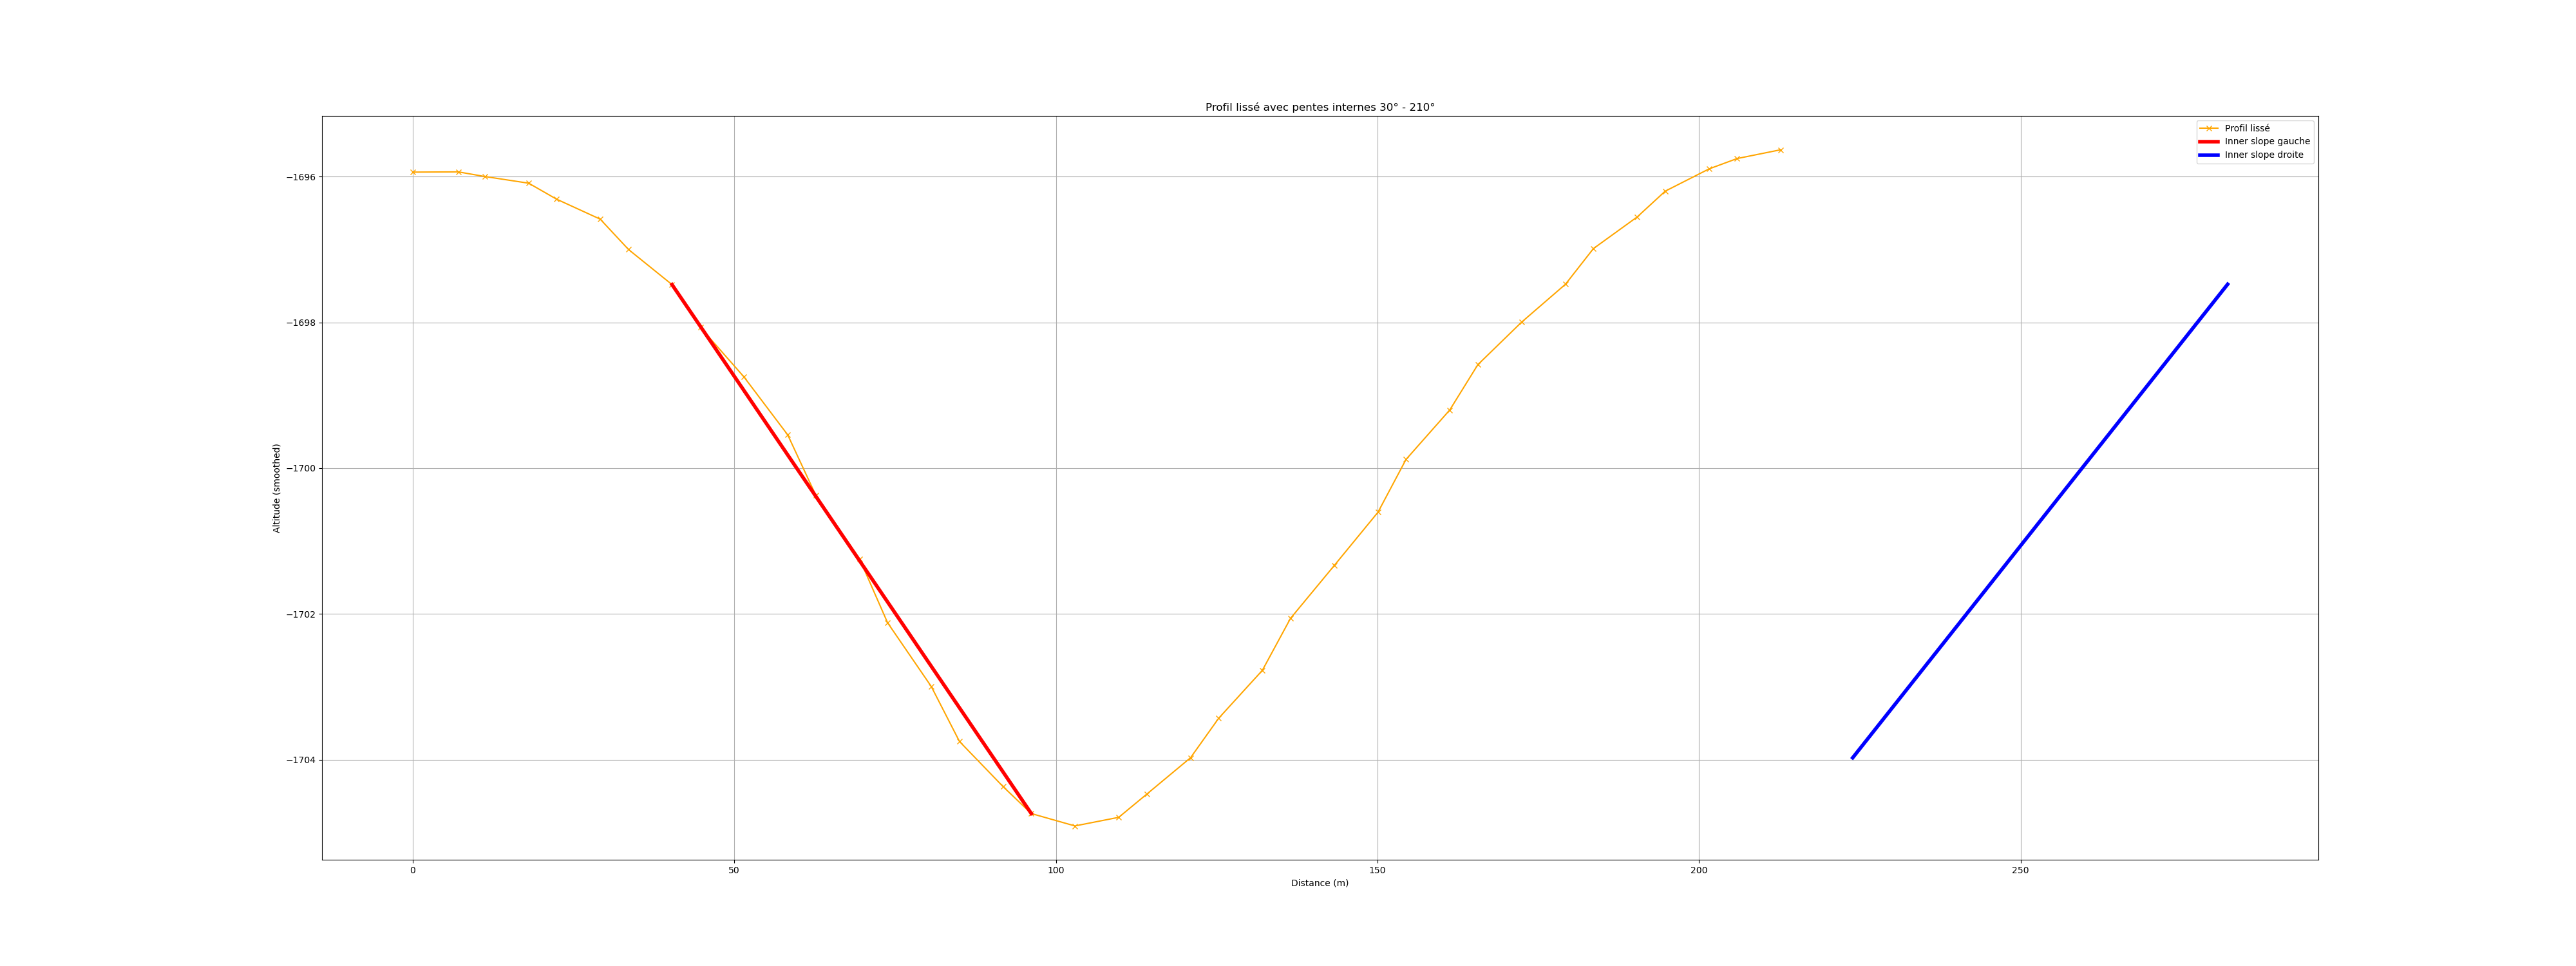 Profil lissé avec pentes internes 30° - 210°
Profil lissé
Inner slope gauche
Inner slope droite
−1696
−1698
−1700
−1702
−1704
Altitude (smoothed)
0
50
100
150
200
250
Distance (m)